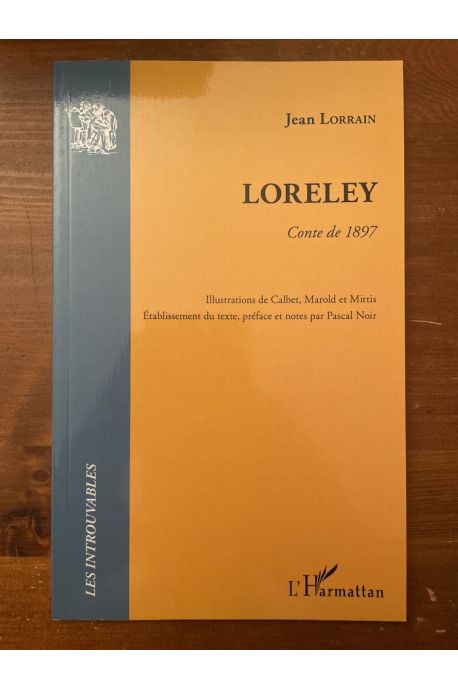 Jean LORRAIN
LORELEY
Conte de 1897
Illustrations de Calbet, Marold et Mittis
Établissement du texte, préface et notes par Pascal Noir
LES INTROUVABLES
L'Harmattan